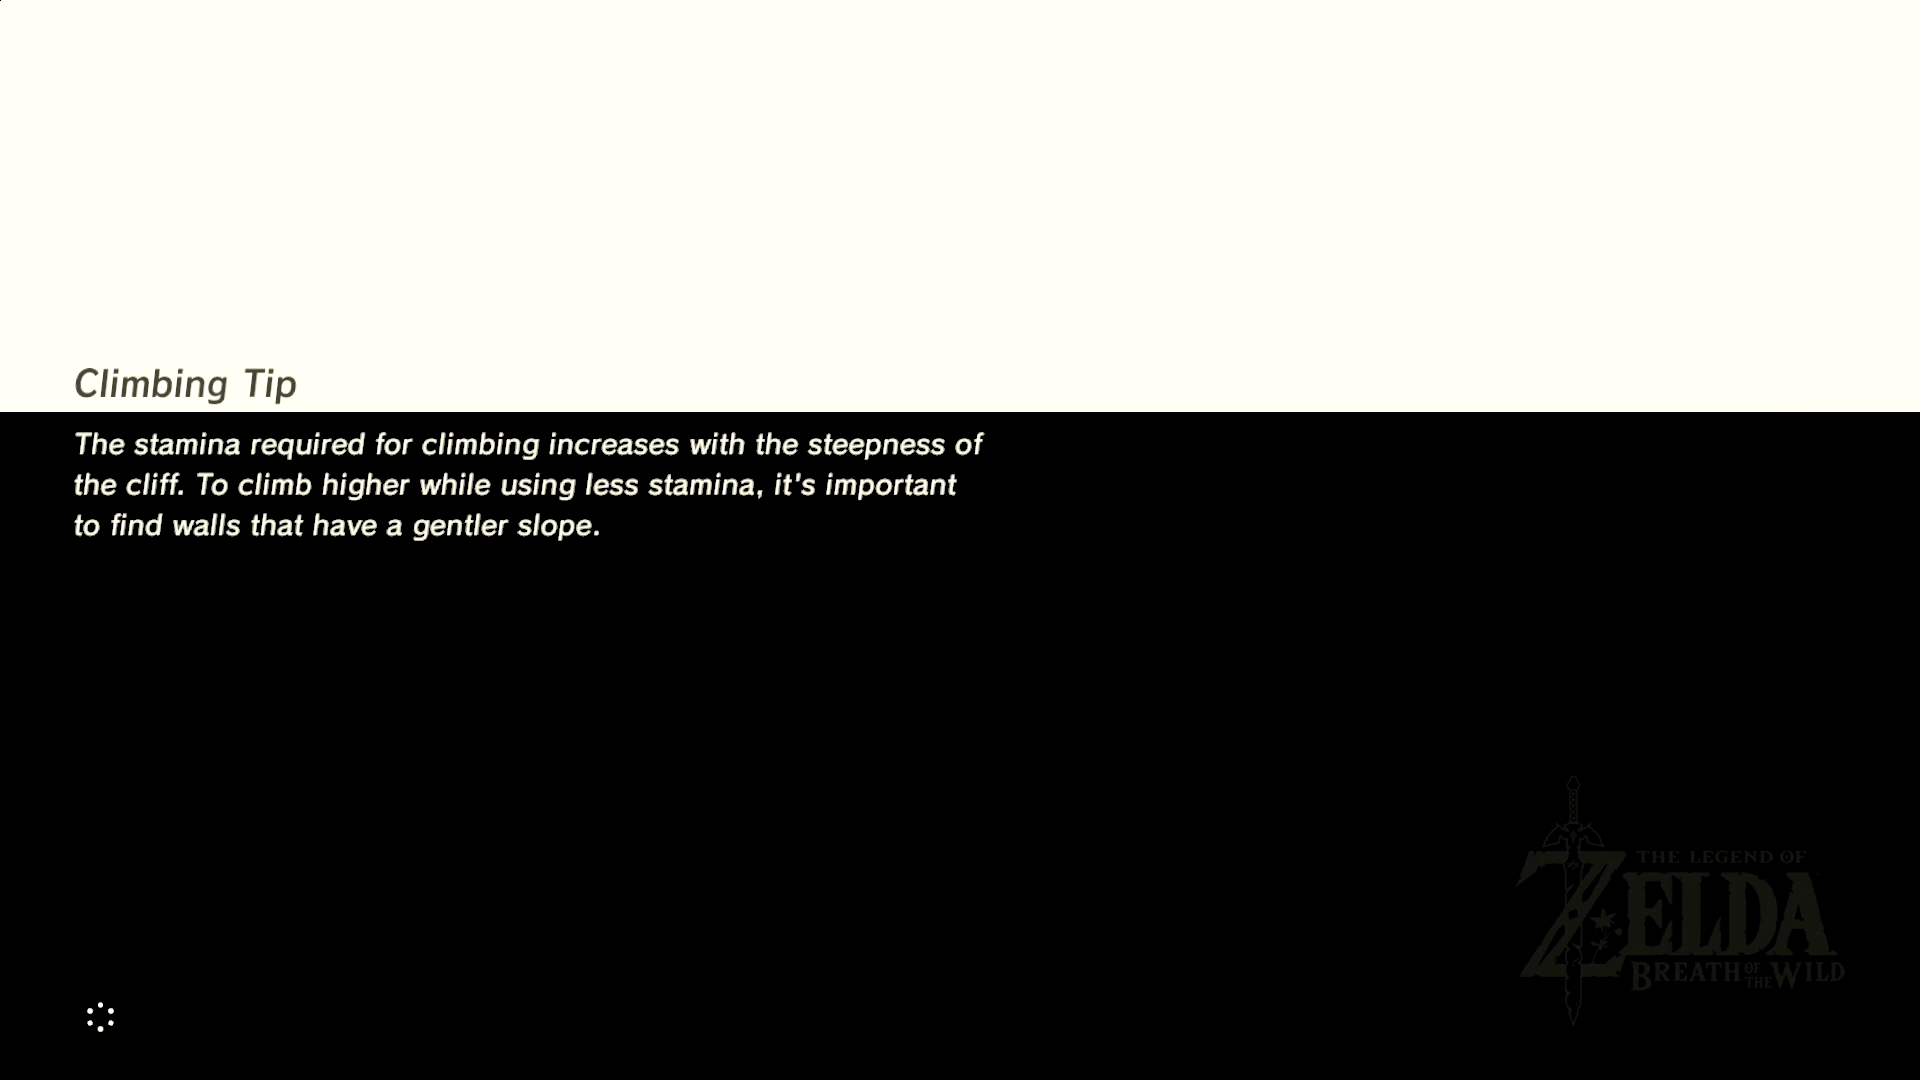 Climbing Tip
The stamina required for climbing increases with the steepness of
the cliff. To climb higher while using less stamina, it's important
to find walls that have a gentler slope.
THE LEGEND OF
ZELDA
BREATH OF THE WILD